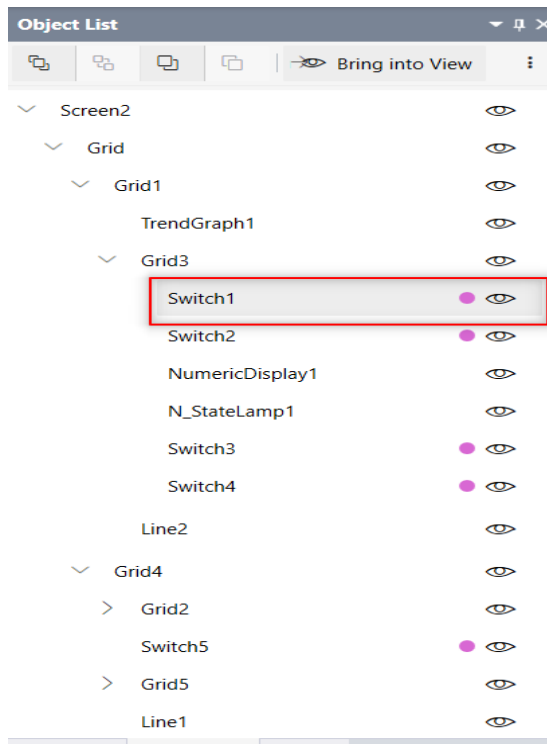 Object List
Bring into View
Screen2
Grid
Grid1
TrendGraph1
Grid3
Switch1
Switch2
NumericDisplay1
N_StateLamp1
Switch3
Switch4
Line2
Grid4
Grid2
Switch5
Grid5
Line1